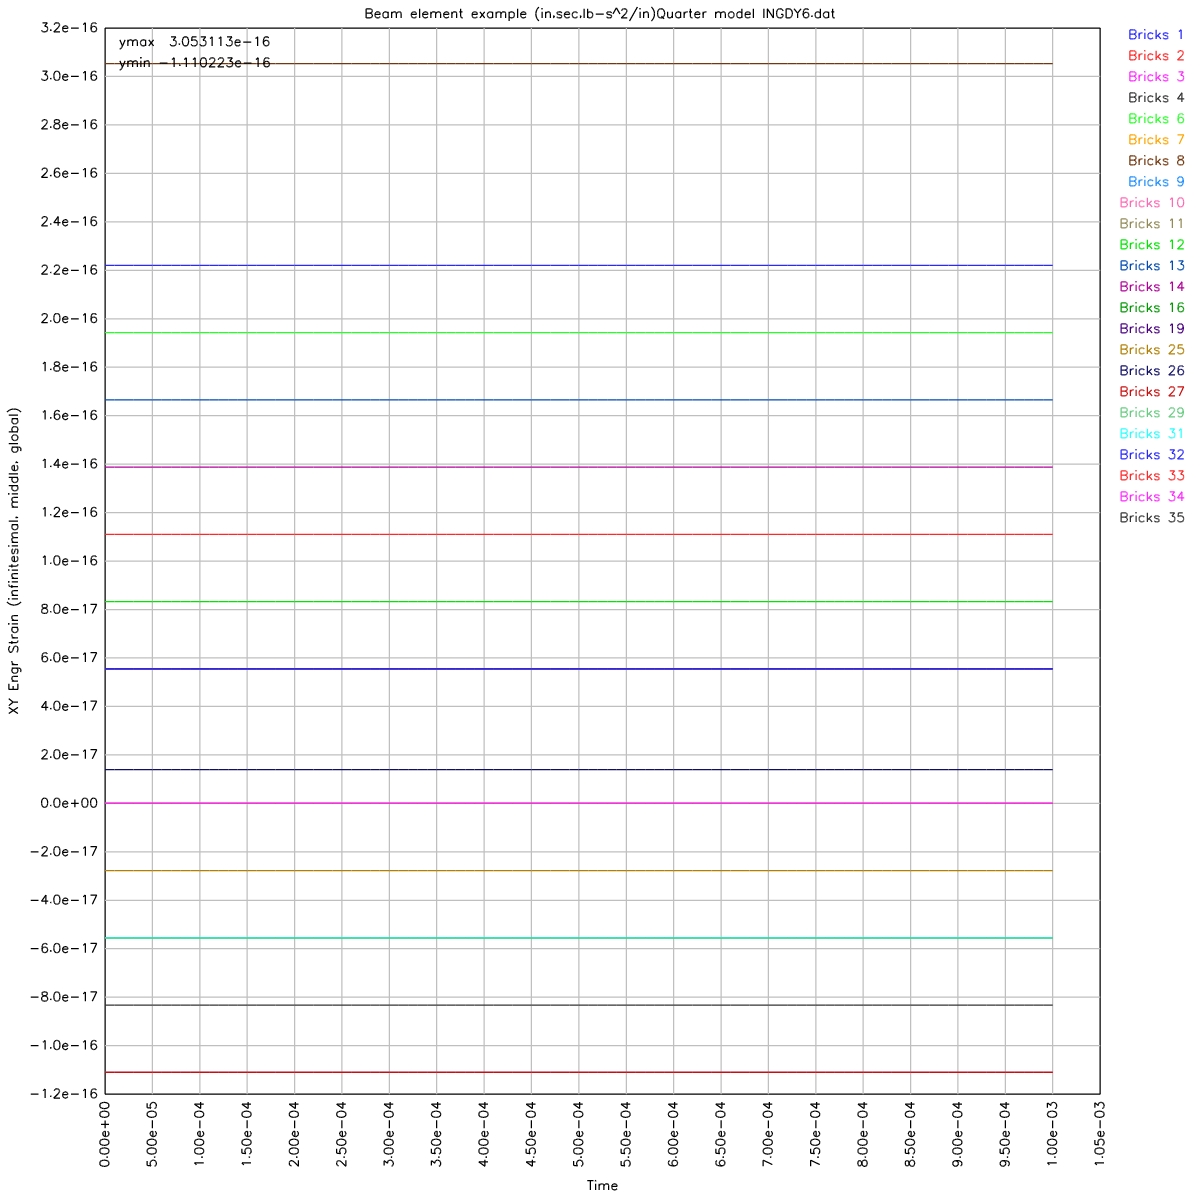 Beam element example (in.sec.lb-s^2/in)Quarter model INGDY6.dat
ymax 3.053113e-16
ymin -1.110223e-16
3.2e-16
3.0e-16
2.8e-16
2.6e-16
2.4e-16
2.2e-16
2.0e-16
1.8e-16
1.6e-16
1.4e-16
1.2e-16
1.0e-16
8.0e-17
6.0e-17
4.0e-17
2.0e-17
0.0e+00
-2.0e-17
-4.0e-17
-6.0e-17
-8.0e-17
-1.0e-16
-1.2e-16
XY Engr Strain (infinitesimal, middle, global)
0.00e+00
5.00e-05
1.00e-04
1.50e-04
2.00e-04
2.50e-04
3.00e-04
3.50e-04
4.00e-04
4.50e-04
5.00e-04
5.50e-04
6.00e-04
6.50e-04
7.00e-04
7.50e-04
8.00e-04
8.50e-04
9.00e-04
9.50e-04
1.00e-03
1.05e-03
Time
Bricks 1
Bricks 2
Bricks 3
Bricks 4
Bricks 6
Bricks 7
Bricks 8
Bricks 9
Bricks 10
Bricks 11
Bricks 12
Bricks 13
Bricks 14
Bricks 16
Bricks 19
Bricks 25
Bricks 26
Bricks 27
Bricks 29
Bricks 31
Bricks 32
Bricks 33
Bricks 34
Bricks 35